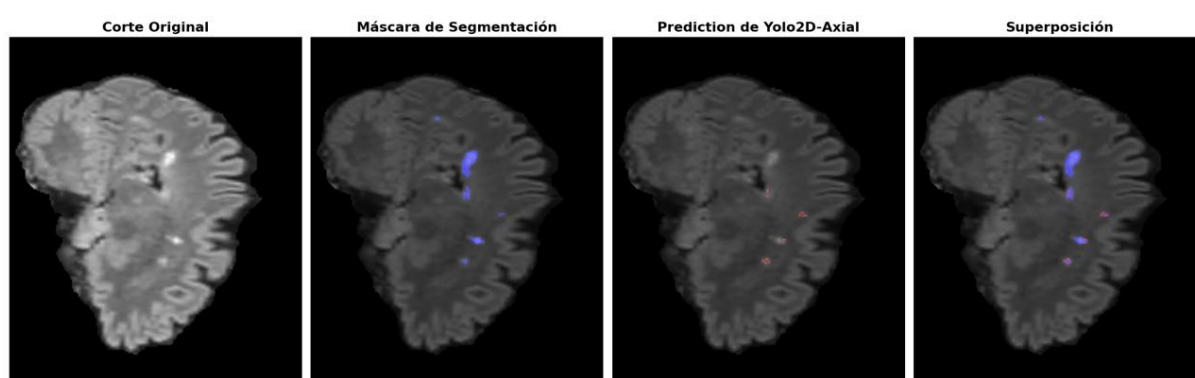 Corte Original
Máscara de Segmentación
Prediction de Yolo2D-Axial
Superposición